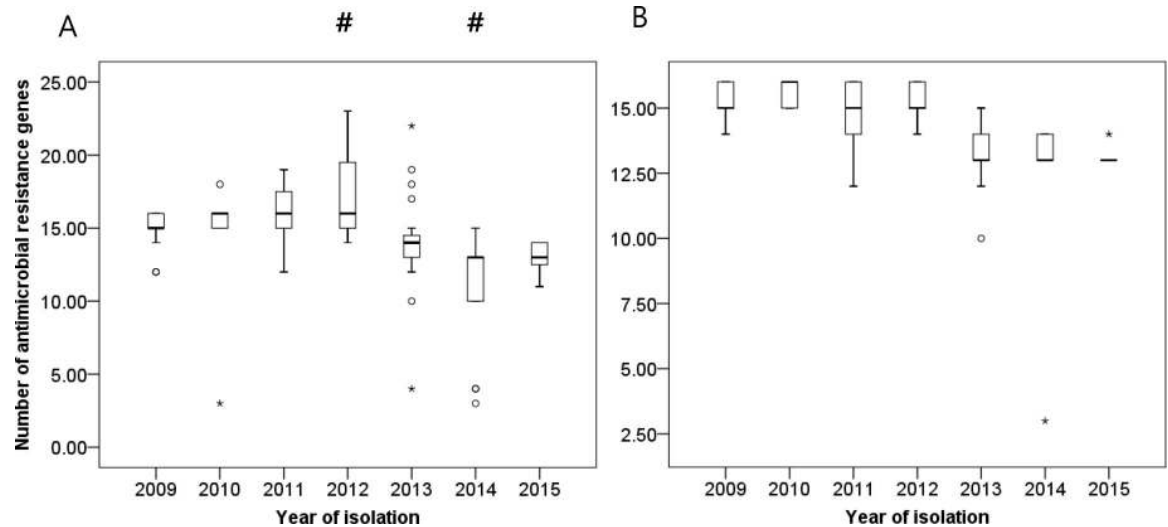 A
#
#
B
Number of antimicrobial resistance genes
25.00
20.00
15.00
10.00
5.00
0.00
2009 2010 2011 2012 2013 2014 2015
Year of isolation
15.00
12.50
10.00
7.50
5.00
2.50
2009 2010 2011 2012 2013 2014 2015
Year of isolation